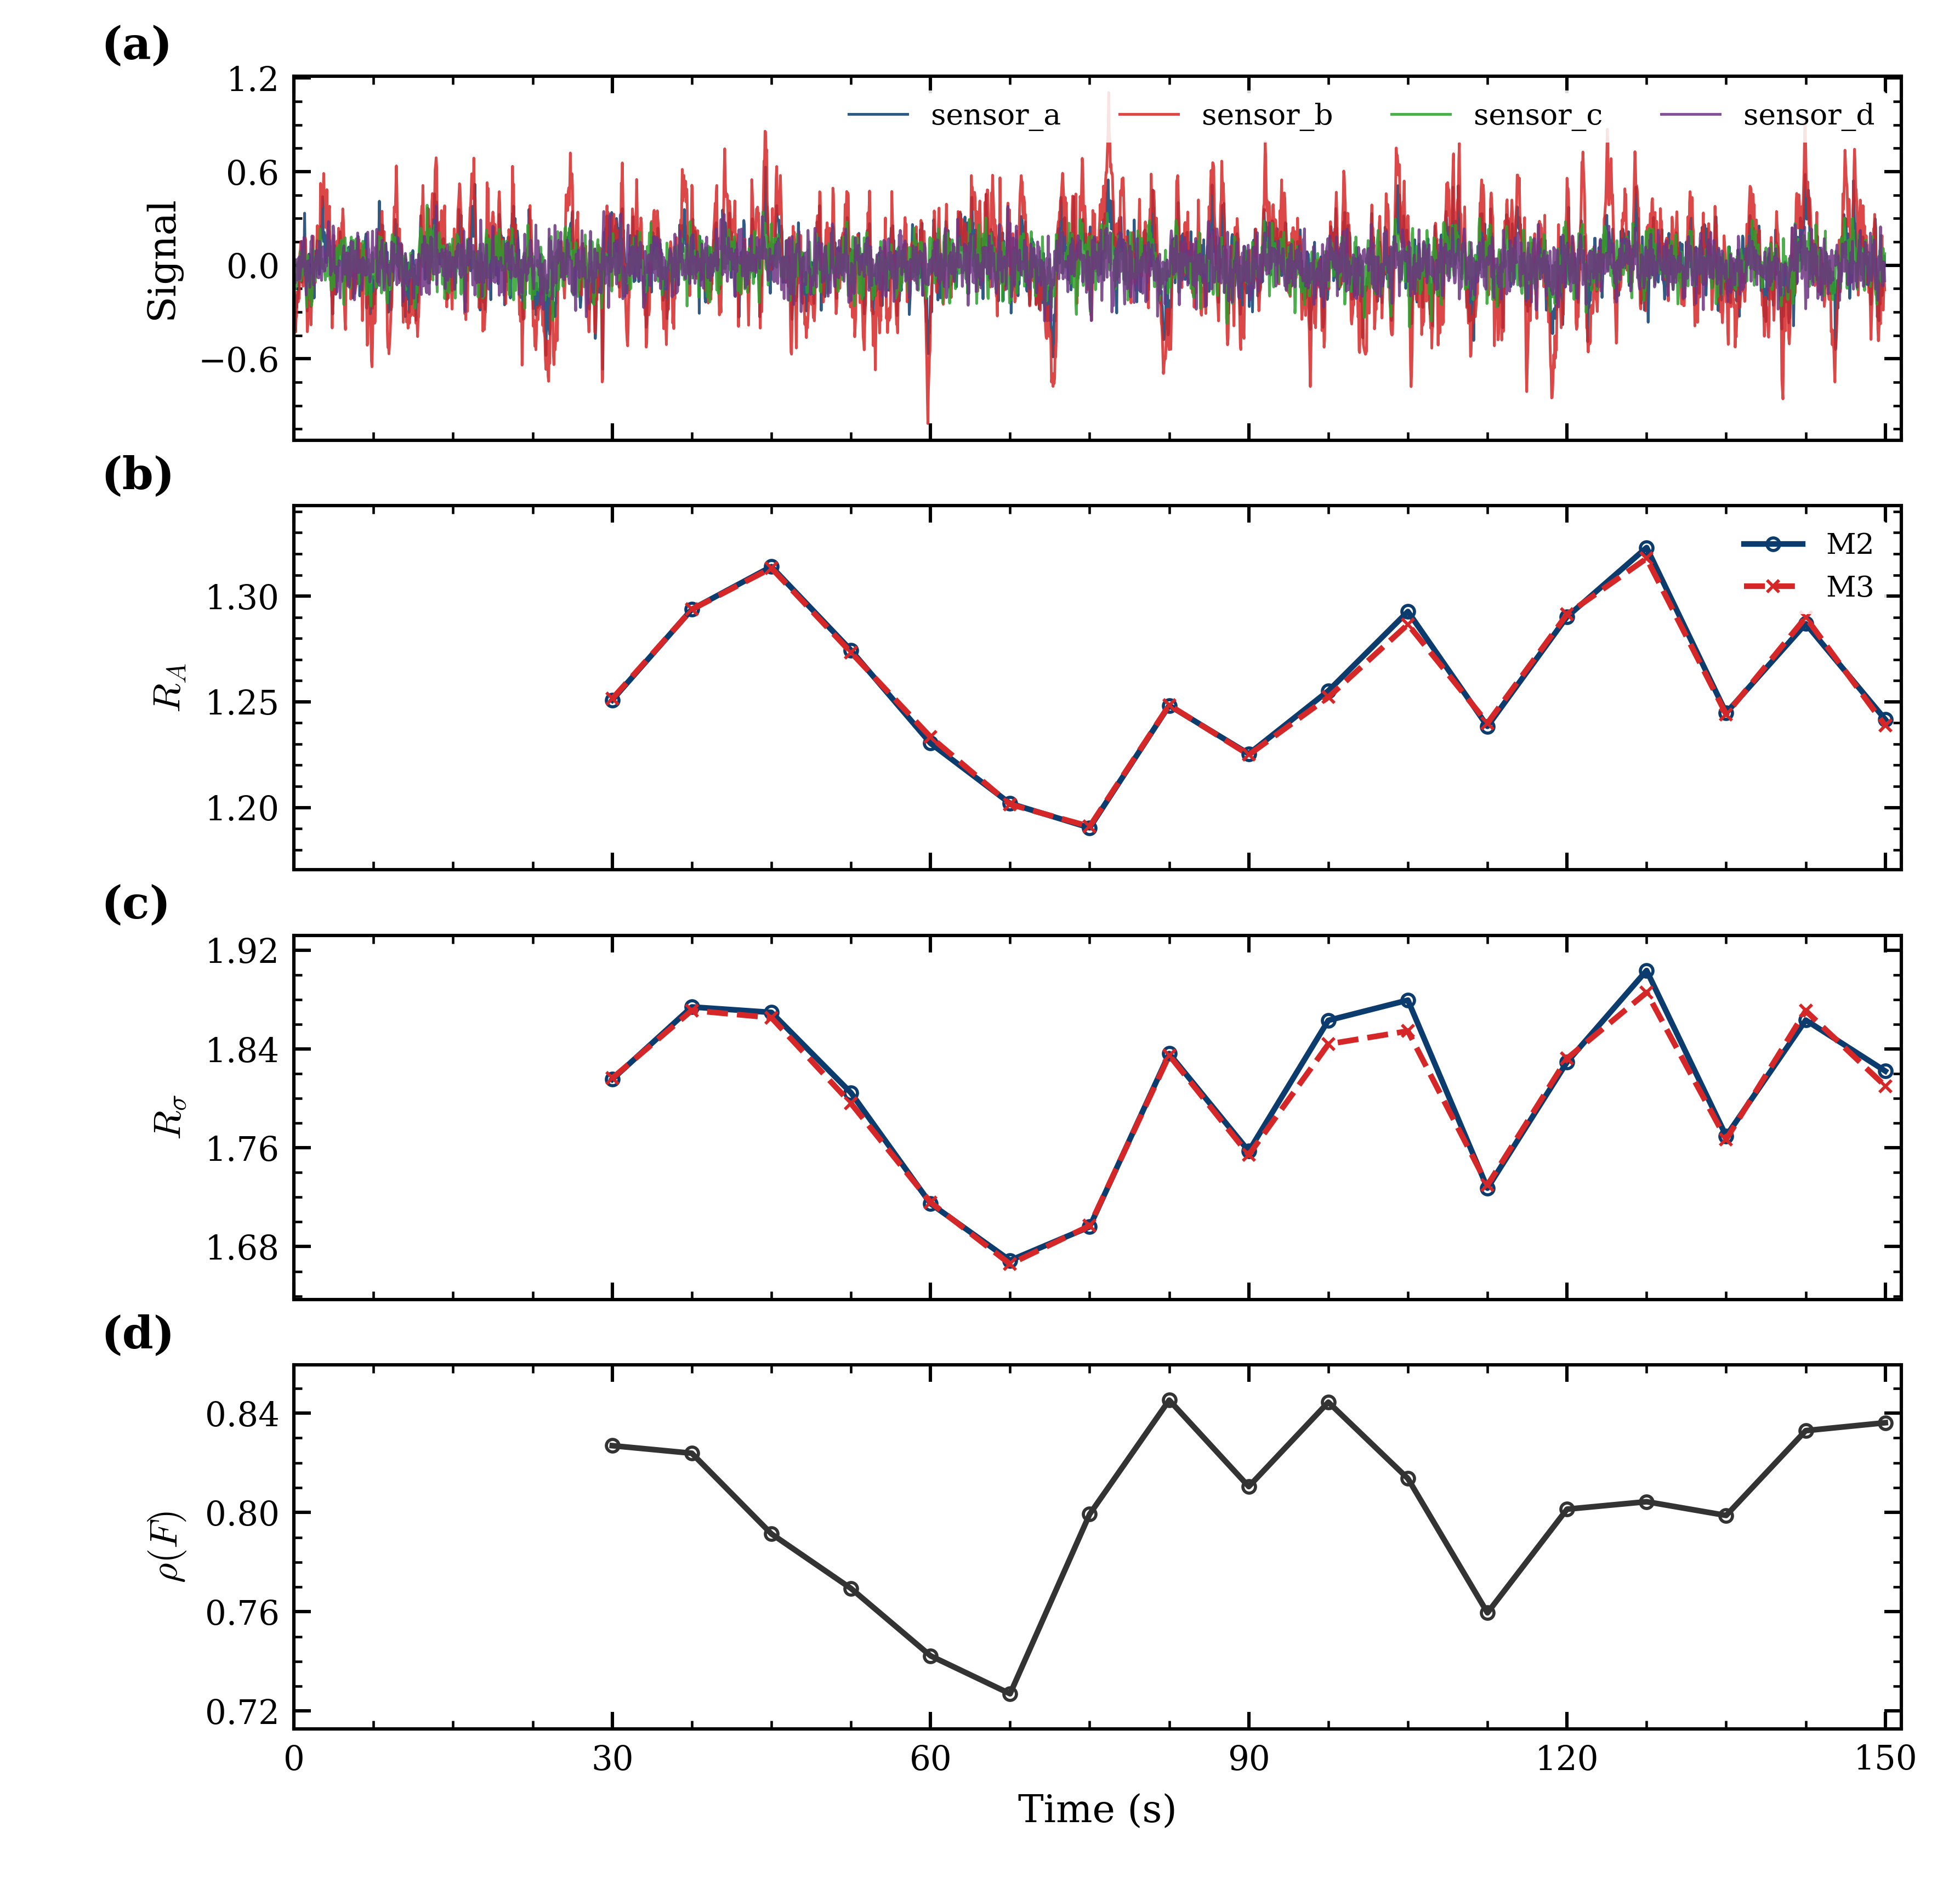 (a)
1.2
0.6
0.0
−0.6
Signal
sensor_a sensor_b sensor_c sensor_d
(b)
1.30
1.25
1.20
R_A
M2
M3
(c)
1.92
1.84
1.76
1.68
R_σ
(d)
0.84
0.80
0.76
0.72
ρ(F)
0 30 60 90 120 150
Time (s)